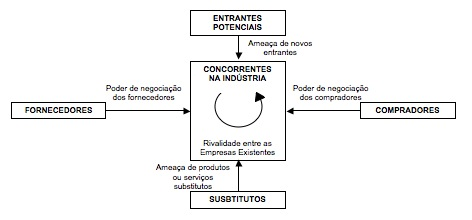 ENTRANTES
POTENCIAIS
Ameaça de novos
entrantes
CONCORRENTES
NA INDÚSTRIA
Poder de negociação
dos fornecedores
Poder de negociação
dos compradores
FORNECEDORES
COMPRADORES
Rivalidade entre as
Empresas Existentes
Ameaça de produtos
ou serviços
substitutos
SUSBTITUTOS